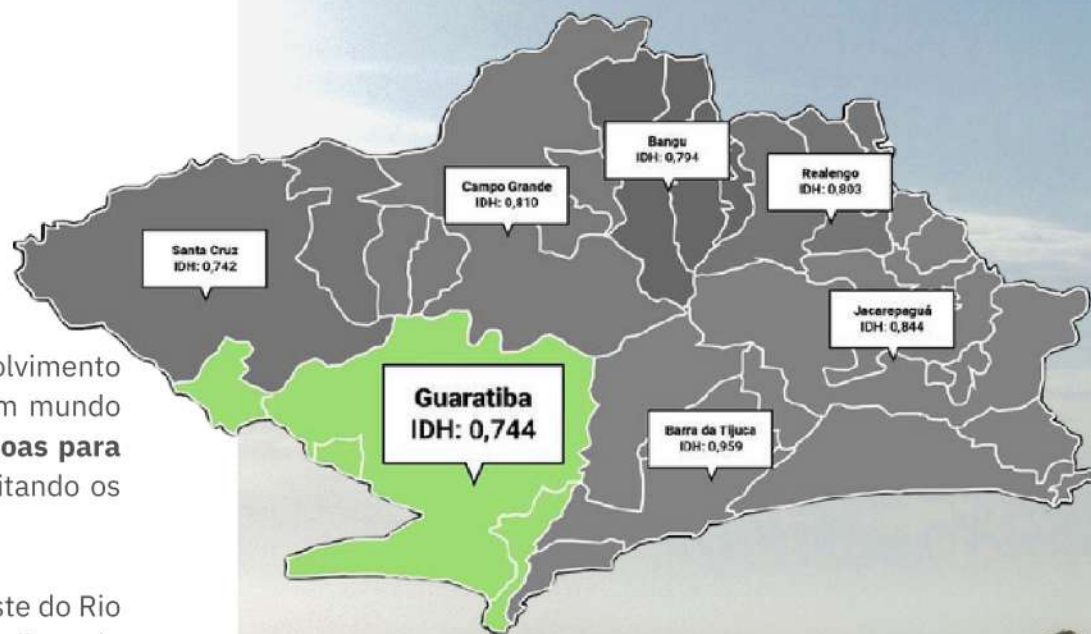 Bangu
IDH: 0,794
Realengo
IDH: 0,803
Campo Grande
IDH: 0,810
Santa Cruz
IDH: 0,742
Jacarepaguá
IDH: 0,844
Guaratiba
IDH: 0,744
Barra da Tijuca
IDH: 0,959
olvimento
m mundo
oas para
itando os
ste do Rio